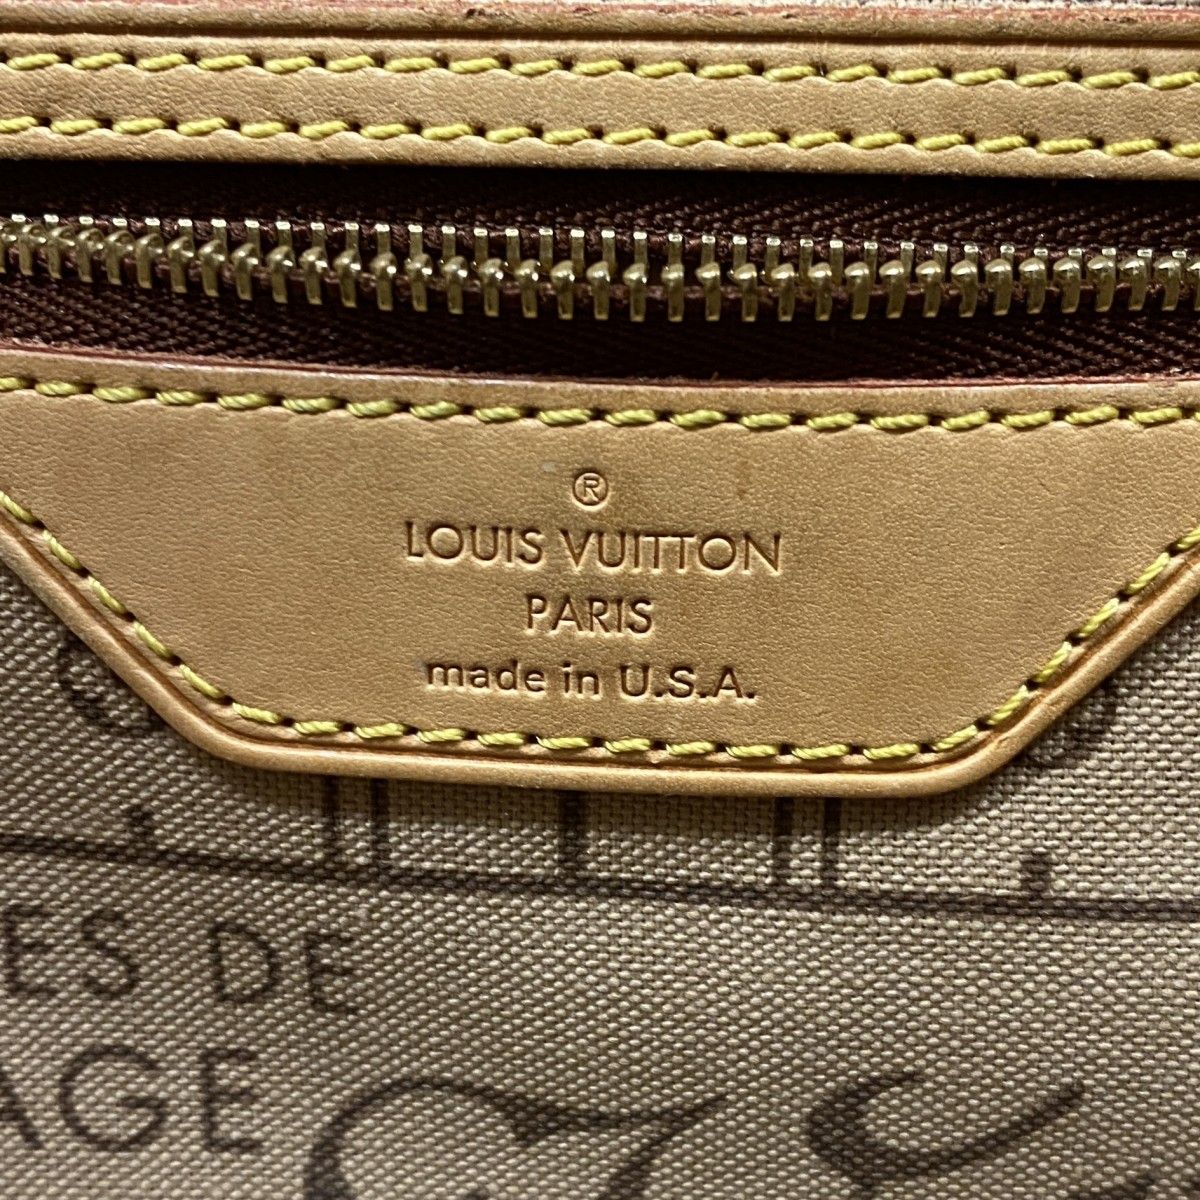 ®
LOUIS VUITTON
PARIS
made in U.S.A.
ES DE
AGE